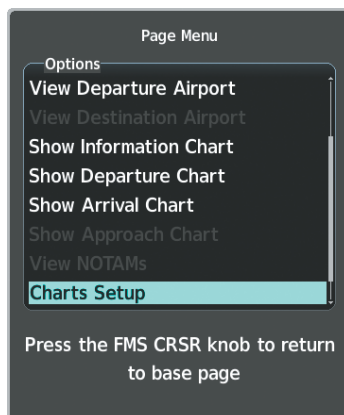 Page Menu
Options
View Departure Airport
View Destination Airport
Show Information Chart
Show Departure Chart
Show Arrival Chart
Show Approach Chart
View NOTAMs
Charts Setup
Press the FMS CRSR knob to return
to base page